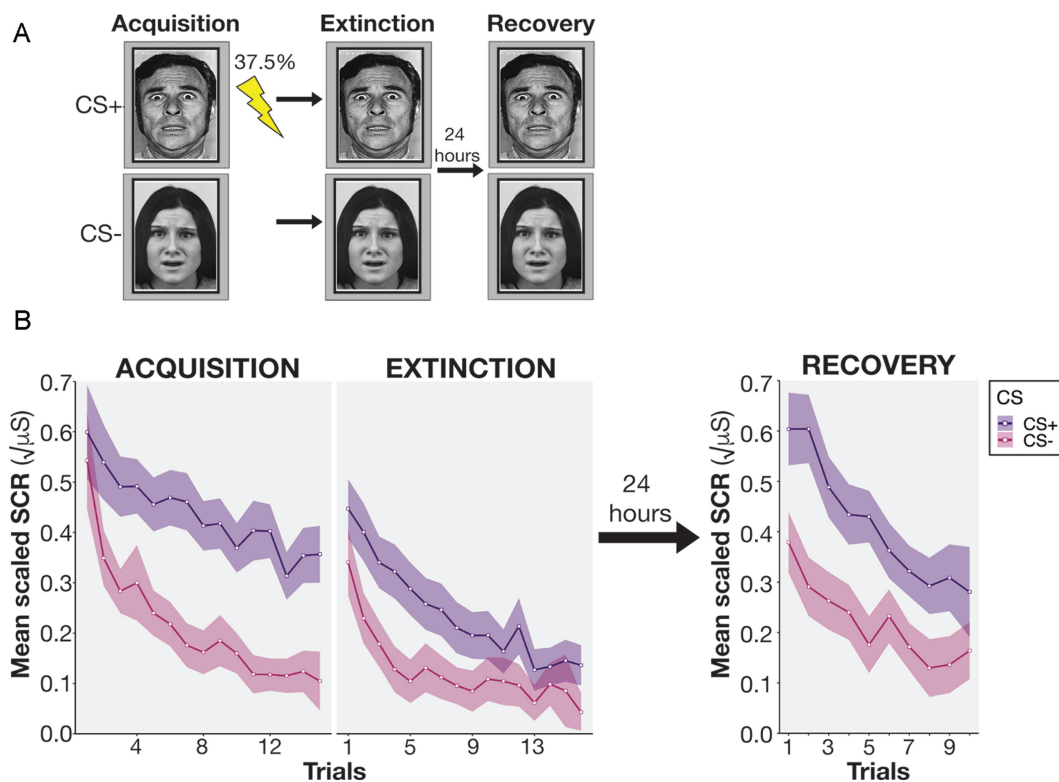 A
Acquisition Extinction Recovery
37.5%
CS+
24
hours
CS-
B
ACQUISITION EXTINCTION RECOVERY
Mean scaled SCR (√μS)
0.7
0.6
0.5
0.4
0.3
0.2
0.1
0.0
4 8 12
1 5 9 13
Trials
24
hours
Mean scaled SCR (√μS)
0.7
0.6
0.5
0.4
0.3
0.2
0.1
0.0
1 3 5 7 9
Trials
CS
CS+
CS-